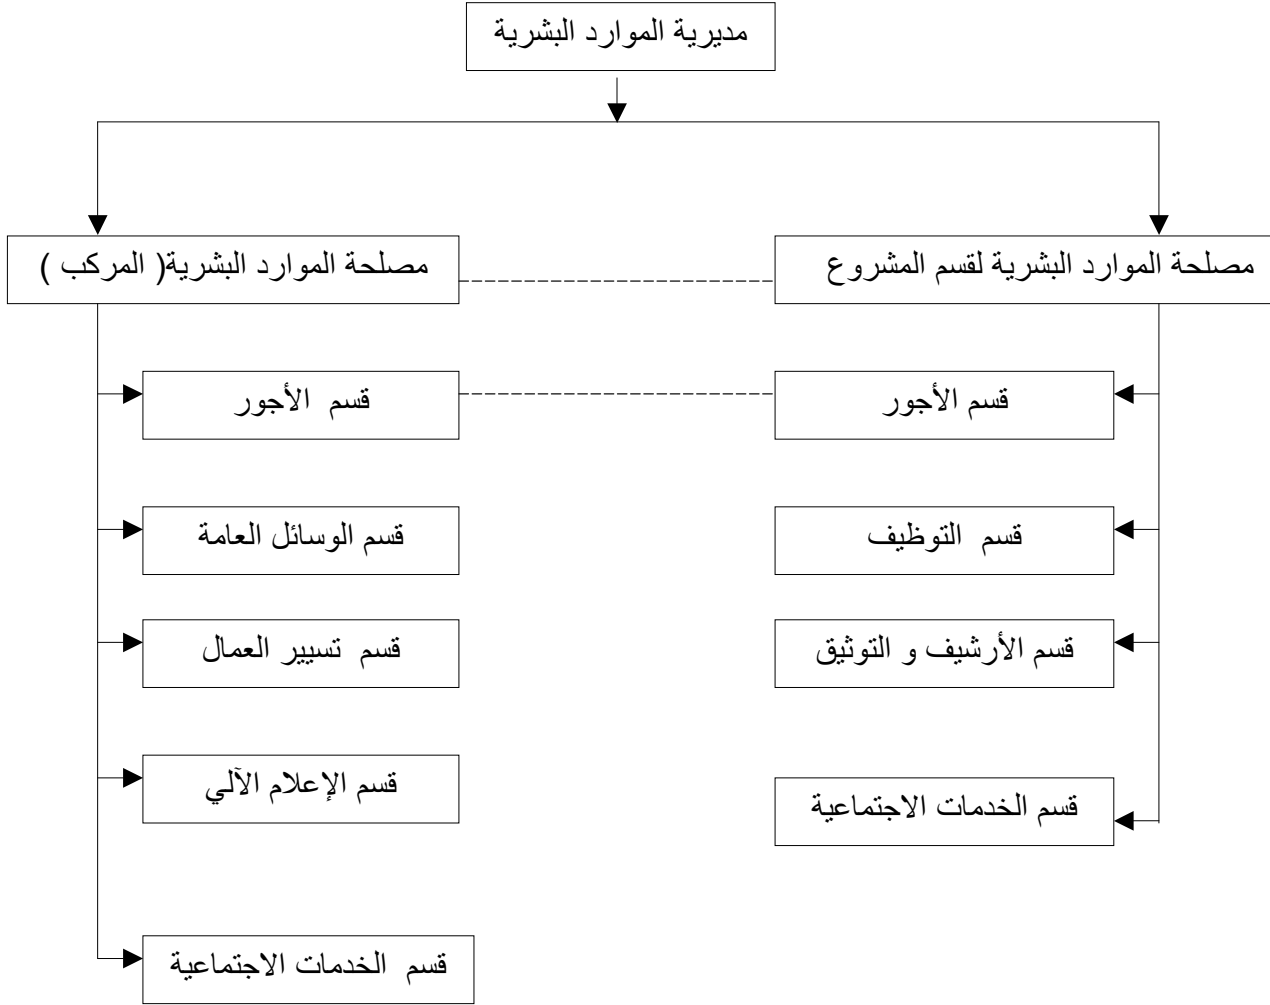 مديرية الموارد البشرية
مصلحة الموارد البشرية لقسم المشروع
مصلحة الموارد البشرية( المركب )
قسم الأجور
قسم الأجور
قسم التوظيف
قسم الوسائل العامة
قسم الأرشيف و التوثيق
قسم تسيير العمال
قسم الخدمات الاجتماعية
قسم الإعلام الآلي
قسم الخدمات الاجتماعية